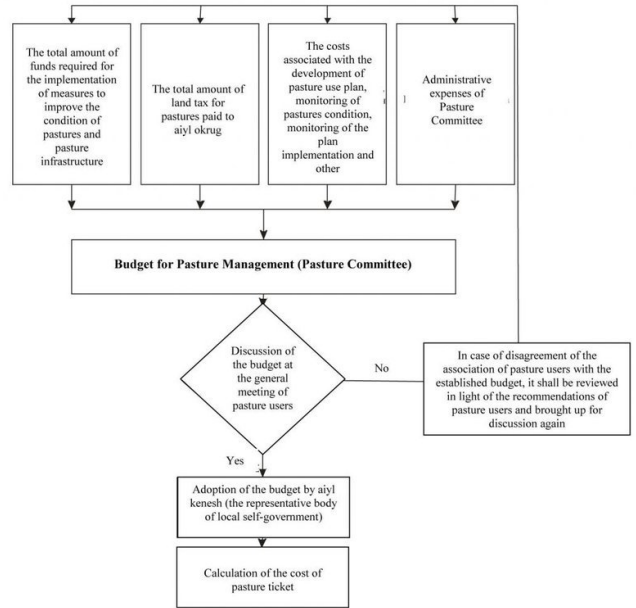 The total amount of
funds required for
the implementation
of measures to
improve the
condition of
pastures and
pasture
infrastructure
The total amount of
land tax for
pastures paid to
aiyl okrug
The costs
associated with the
development of
pasture use plan,
monitoring of
pastures condition,
monitoring of the
plan
implementation and
other
Administrative
expenses of
Pasture
Committee
Budget for Pasture Management (Pasture Committee)
Discussion of
the budget at
the general
meeting of
pasture users
No
In case of disagreement of the
association of pasture users with the
established budget, it shall be reviewed
in light of the recommendations of
pasture users and brought up for
discussion again
Yes
Adoption of the budget by aiyl
kenesh (the representative body
of local self-government)
Calculation of the cost of
pasture ticket